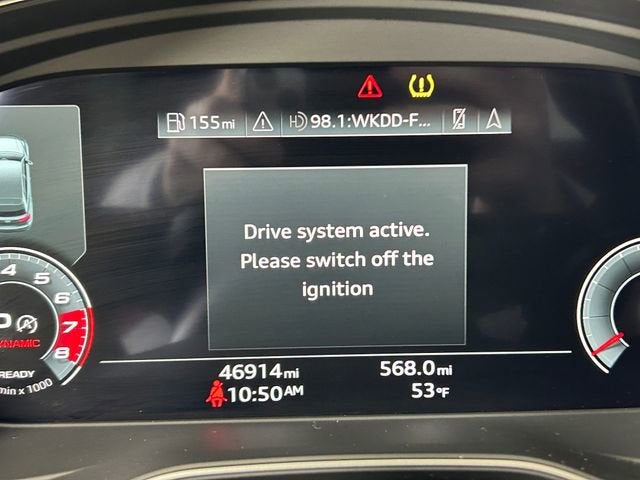 155mi
98.1:WKDD-F...
Drive system active.
Please switch off the
ignition
4 5 6 7 8
DYNAMIC
READY
min x 1000
46914mi
568.0mi
10:50AM
53°F